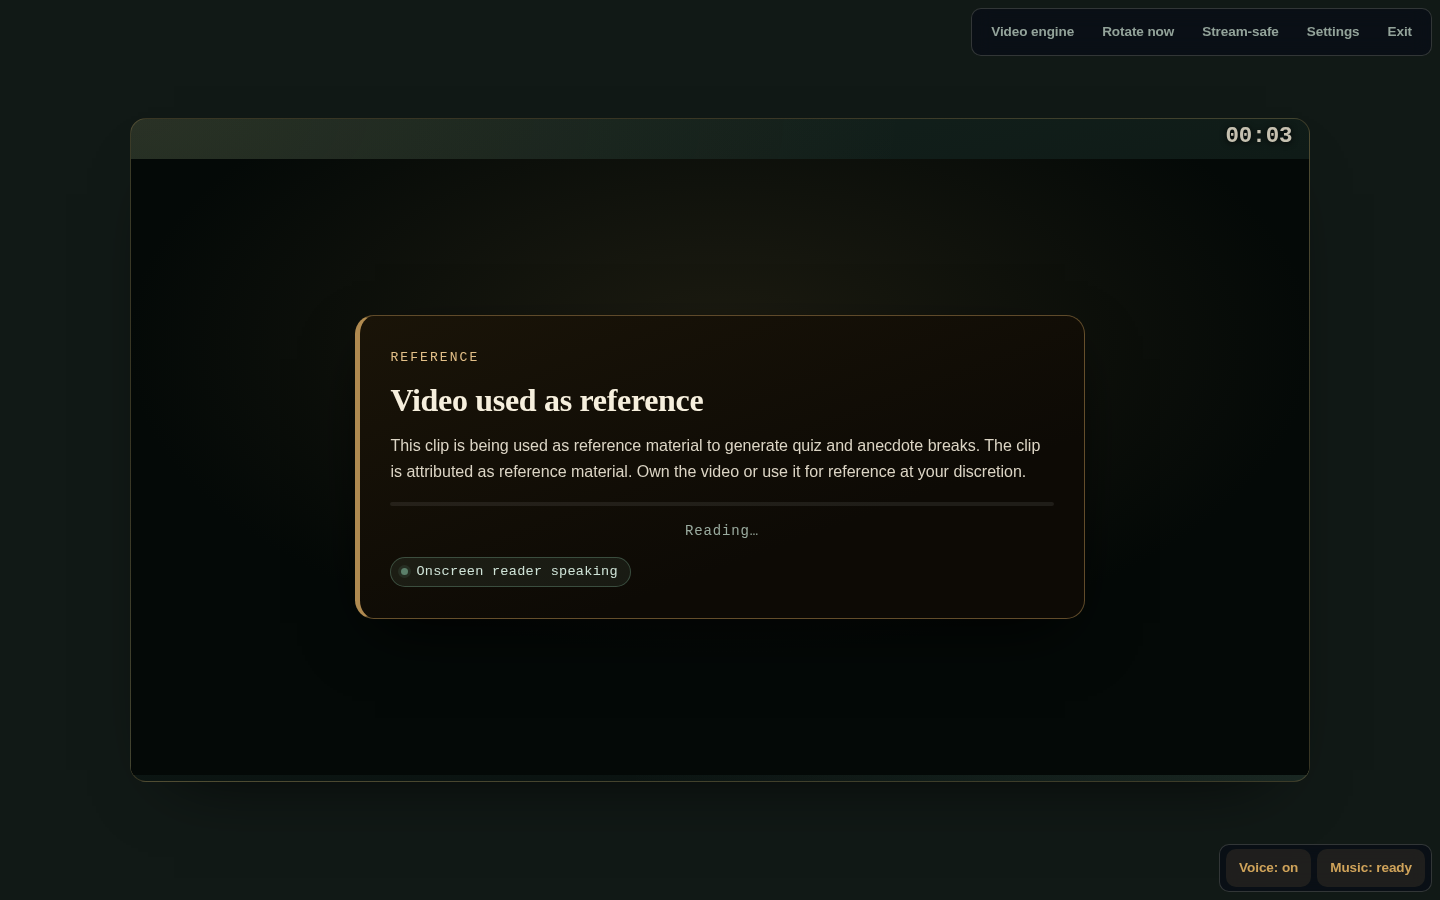 Video engine Rotate now Stream-safe Settings Exit
00:03
REFERENCE
Video used as reference
This clip is being used as reference material to generate quiz and anecdote breaks. The clip
is attributed as reference material. Own the video or use it for reference at your discretion.
Reading…
Onscreen reader speaking
Voice: on Music: ready